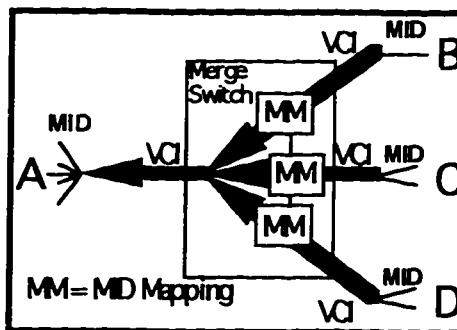 MID
B
VCI
Merge
Switch
MM
MID
VCI
VCI
MID
A
MM
C
MM
MID
MM= MID Mapping
VCI
D